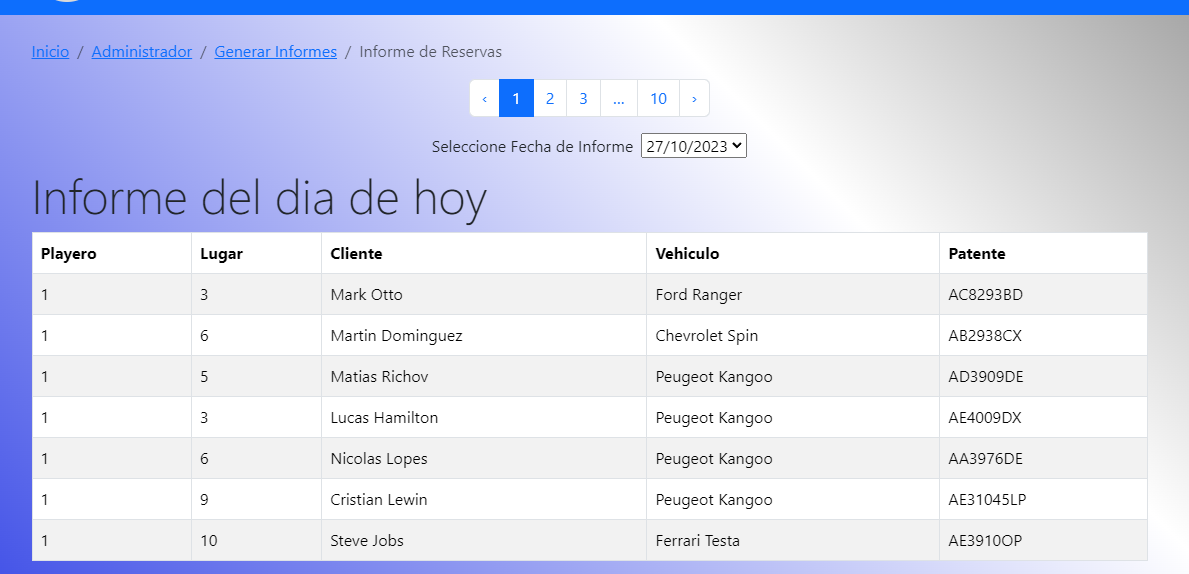 Inicio / Administrador / Generar Informes / Informe de Reservas
‹ 1 2 3 ... 10 ›
Seleccione Fecha de Informe 27/10/2023
Informe del dia de hoy
Playero Lugar Cliente Vehiculo Patente
1 3 Mark Otto Ford Ranger AC8293BD
1 6 Martin Dominguez Chevrolet Spin AB2938CX
1 5 Matias Richov Peugeot Kangoo AD3909DE
1 3 Lucas Hamilton Peugeot Kangoo AE4009DX
1 6 Nicolas Lopes Peugeot Kangoo AA3976DE
1 9 Cristian Lewin Peugeot Kangoo AE31045LP
1 10 Steve Jobs Ferrari Testa AE3910OP